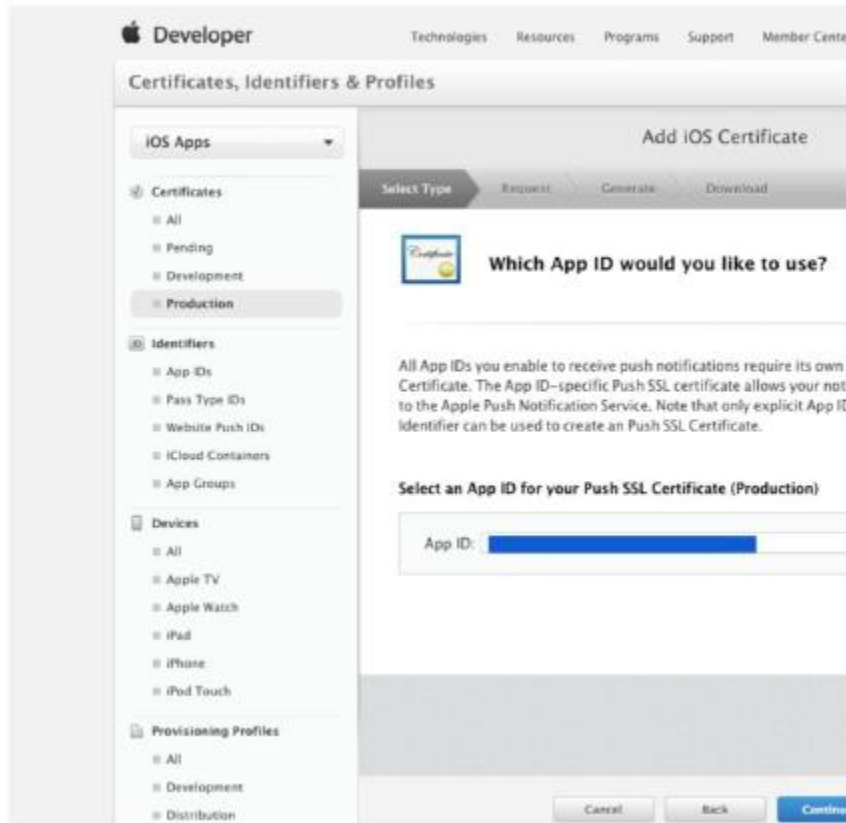 Developer
Technologies Resources Programs Support Member Cente
Certificates, Identifiers & Profiles
iOS Apps
Add iOS Certificate
Select Type Request Generate Download
Certificates
All
Pending
Development
Production
Certificate
Which App ID would you like to use?
Identifiers
App IDs
Pass Type IDs
Website Push IDs
iCloud Containers
App Groups
All App IDs you enable to receive push notifications require its own
Certificate. The App ID-specific Push SSL certificate allows your not
to the Apple Push Notification Service. Note that only explicit App ID
Identifier can be used to create an Push SSL Certificate.
Select an App ID for your Push SSL Certificate (Production)
App ID:
Devices
All
Apple TV
Apple Watch
iPad
iPhone
iPod Touch
Provisioning Profiles
All
Development
Distribution
Cancel Back Continu